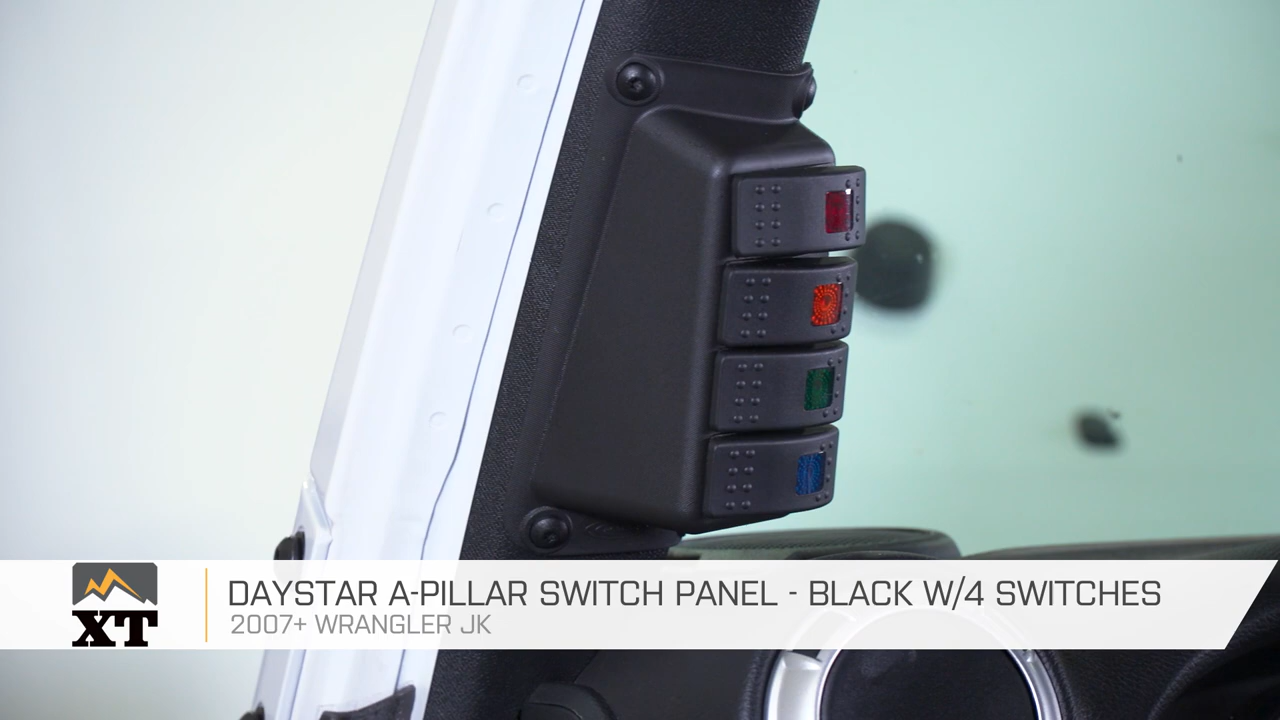 DAYSTAR A-PILLAR SWITCH PANEL - BLACK W/4 SWITCHES
2007+ WRANGLER JK
XT